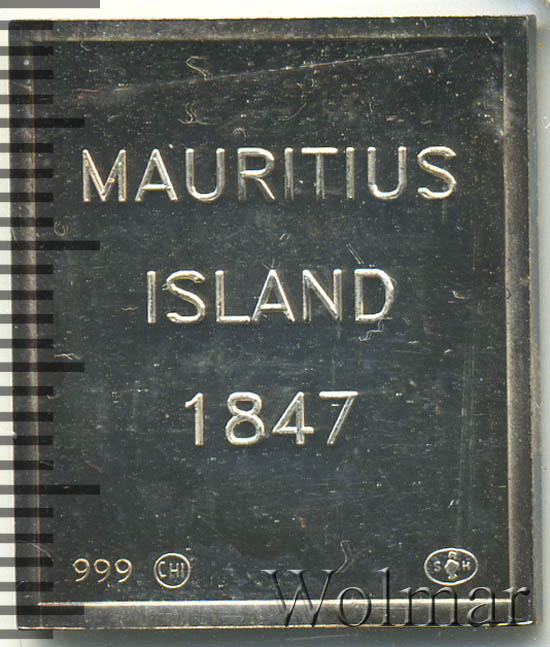 MAURITIUS
ISLAND
1847
999 CHI S H
Wolmar